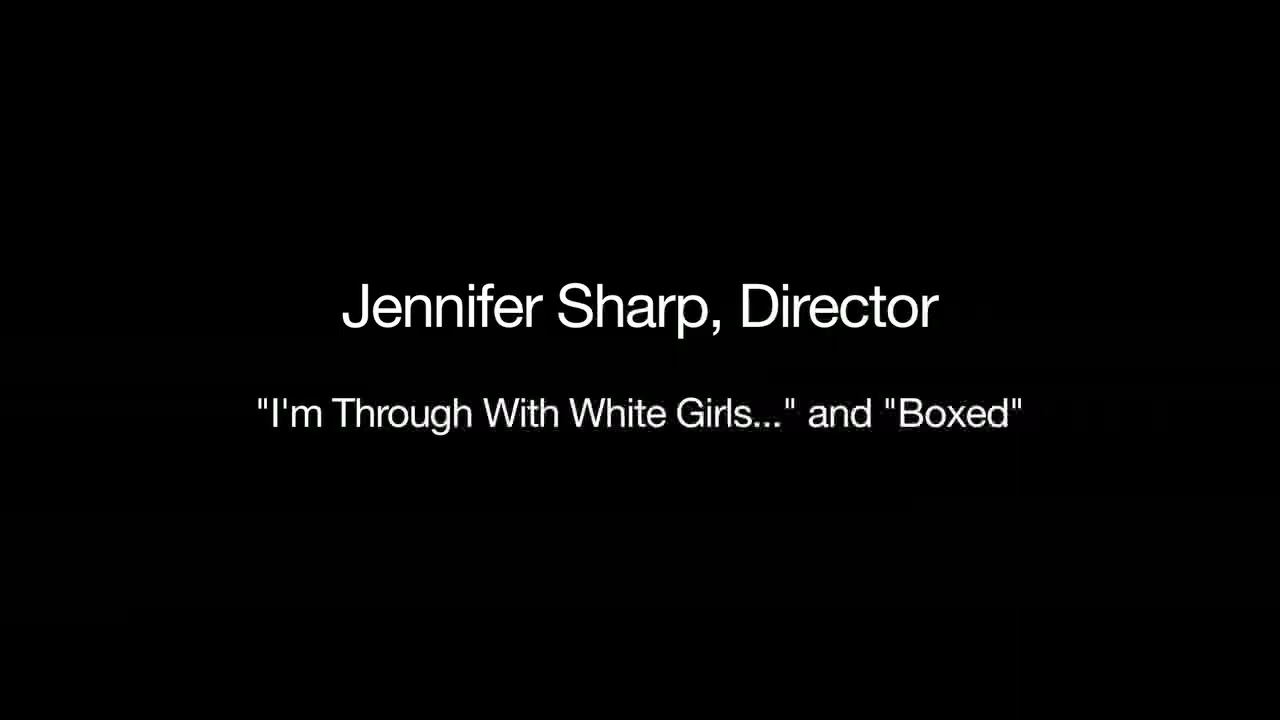 Jennifer Sharp, Director
"I'm Through With White Girls..." and "Boxed"